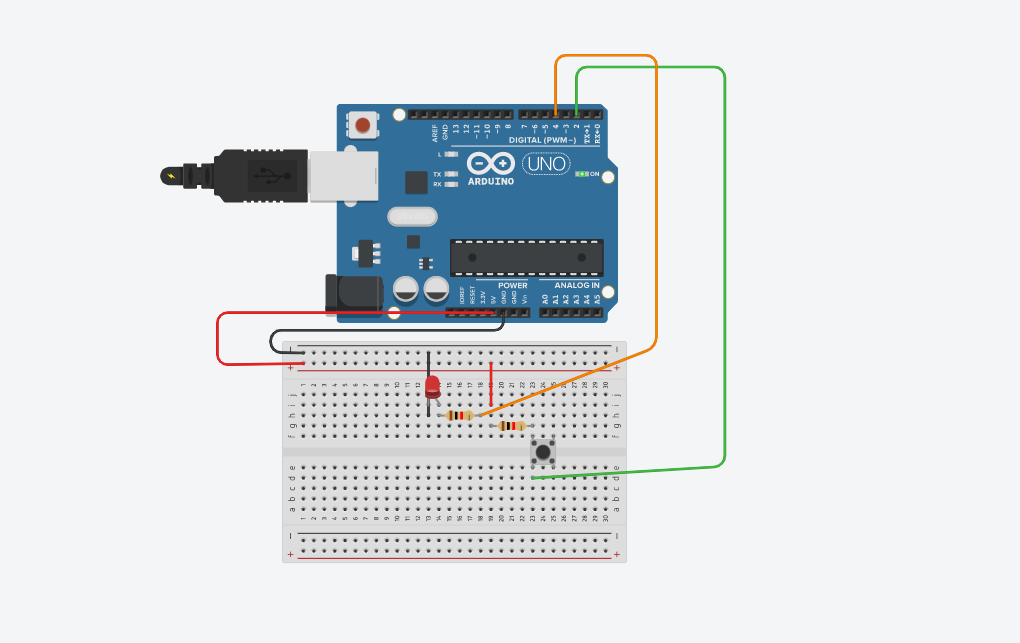 AREF
GND
13
12
~11
~10
~9
8
7
~6
~5
4
~3
2
TX→1
RX←0
DIGITAL (PWM~)
L
TX
RX
UNO
ARDUINO
ON
POWER
ANALOG IN
IOREF
RESET
3.3V
5V
GND
GND
Vin
A0
A1
A2
A3
A4
A5
− −
+ +
1 2 3 4 5 6 7 8 9 10 11 12 13 14 15 16 17 18 19 20 21 22 23 24 25 26 27 28 29 30
j j
i i
h h
g g
f f
e e
d d
c c
b b
a a
1 2 3 4 5 6 7 8 9 10 11 12 13 14 15 16 17 18 19 20 21 22 23 24 25 26 27 28 29 30
− −
+ +